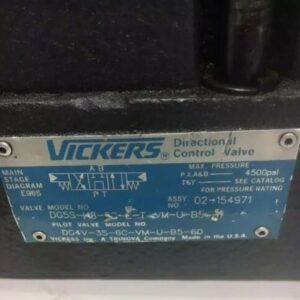 VICKERS
Directional
Control Valve
MAIN
STAGE
DIAGRAM
E96S
A B
P T
MAX. PRESSURE
P,X,A&B 4500psi
T&Y SEE CATALOG
FOR PRESSURE RATING
VALVE MODEL NO.
ASSY. NO 02-154971
PILOT VALVE MODEL NO.
DG4V-3S-6C-VM-U-B5-60
VICKERS Inc. A TRINOVA Company Made in the U.S.A.